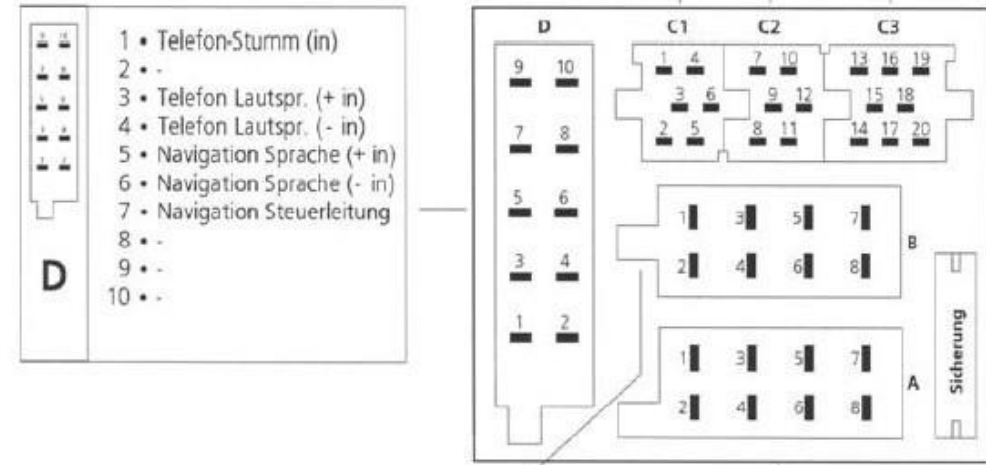 1 • Telefon-Stumm (in)
2 • -
3 • Telefon Lautspr. (+ in)
4 • Telefon Lautspr. (- in)
5 • Navigation Sprache (+ in)
6 • Navigation Sprache (- in)
7 • Navigation Steuerleitung
8 • -
9 • -
10 • -
D
D C1 C2 C3
9 10
7 8
5 6
3 4
1 2
1 4 7 10 13 16 19
3 6 9 12 15 18
2 5 8 11 14 17 20
1 3 5 7
B
2 4 6 8
1 3 5 7
A
2 4 6 8
Sicherung